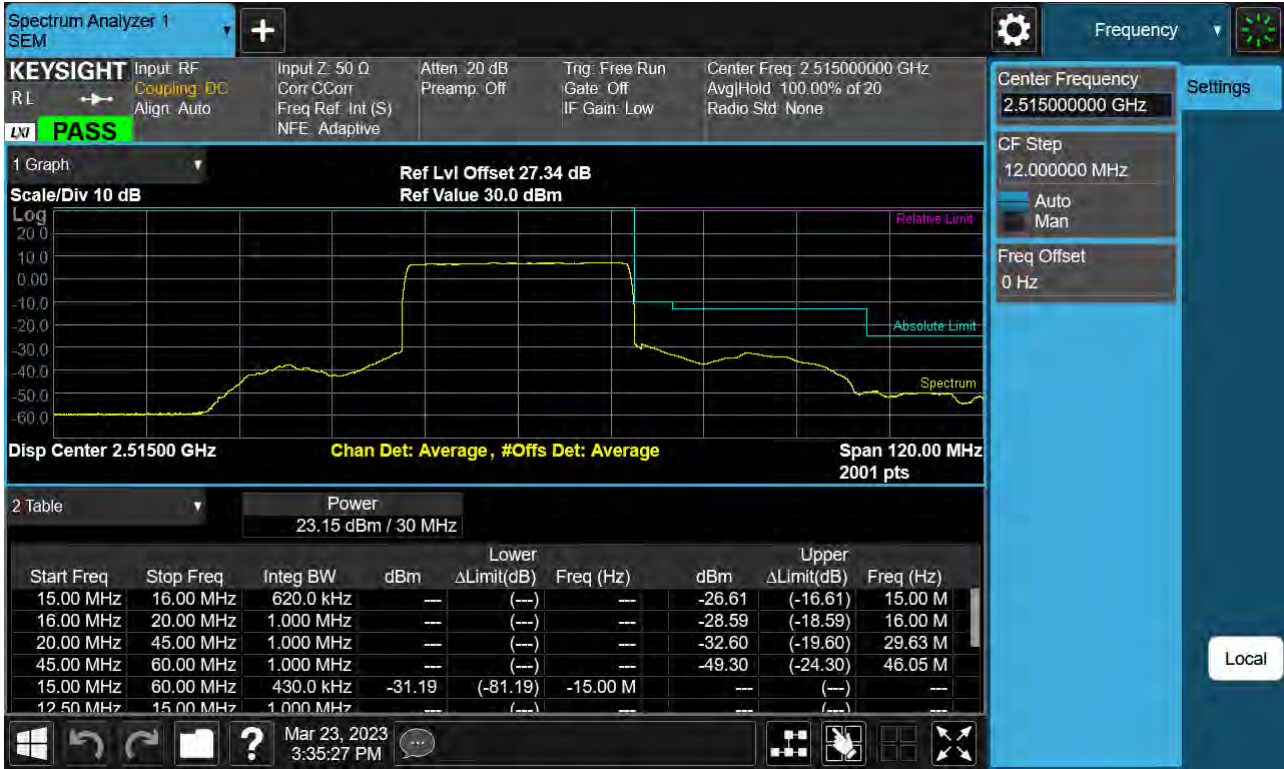 Spectrum Analyzer 1
SEM
Frequency
KEYSIGHT
RL
LXI
PASS
Input: RF
Coupling: DC
Align: Auto
Input Z: 50 Ω
Corr CCorr
Freq Ref: Int (S)
NFE: Adaptive
Atten: 20 dB
Preamp: Off
Trig: Free Run
Gate: Off
IF Gain: Low
Center Freq: 2.515000000 GHz
Avg|Hold: 100.00% of 20
Radio Std: None
Center Frequency
2.515000000 GHz
Settings
CF Step
12.000000 MHz
Auto
Man
Freq Offset
0 Hz
Local
1 Graph
Scale/Div 10 dB
Ref Lvl Offset 27.34 dB
Ref Value 30.0 dBm
Log
20.0
10.0
0.00
-10.0
-20.0
-30.0
-40.0
-50.0
-60.0
Relative Limit
Absolute Limit
Spectrum
Disp Center 2.51500 GHz
Chan Det: Average, #Offs Det: Average
Span 120.00 MHz
2001 pts
2 Table
Power
23.15 dBm / 30 MHz
Lower Upper
Start Freq Stop Freq Integ BW dBm ΔLimit(dB) Freq (Hz) dBm ΔLimit(dB) Freq (Hz)
15.00 MHz 16.00 MHz 620.0 kHz --- (---) --- -26.61 (-16.61) 15.00 M
16.00 MHz 20.00 MHz 1.000 MHz --- (---) --- -28.59 (-18.59) 16.00 M
20.00 MHz 45.00 MHz 1.000 MHz --- (---) --- -32.60 (-19.60) 29.63 M
45.00 MHz 60.00 MHz 1.000 MHz --- (---) --- -49.30 (-24.30) 46.05 M
15.00 MHz 60.00 MHz 430.0 kHz -31.19 (-81.19) -15.00 M --- (---) ---
12.50 MHz 15.00 MHz 1.000 MHz --- (---) --- --- (---) ---
Mar 23, 2023
3:35:27 PM